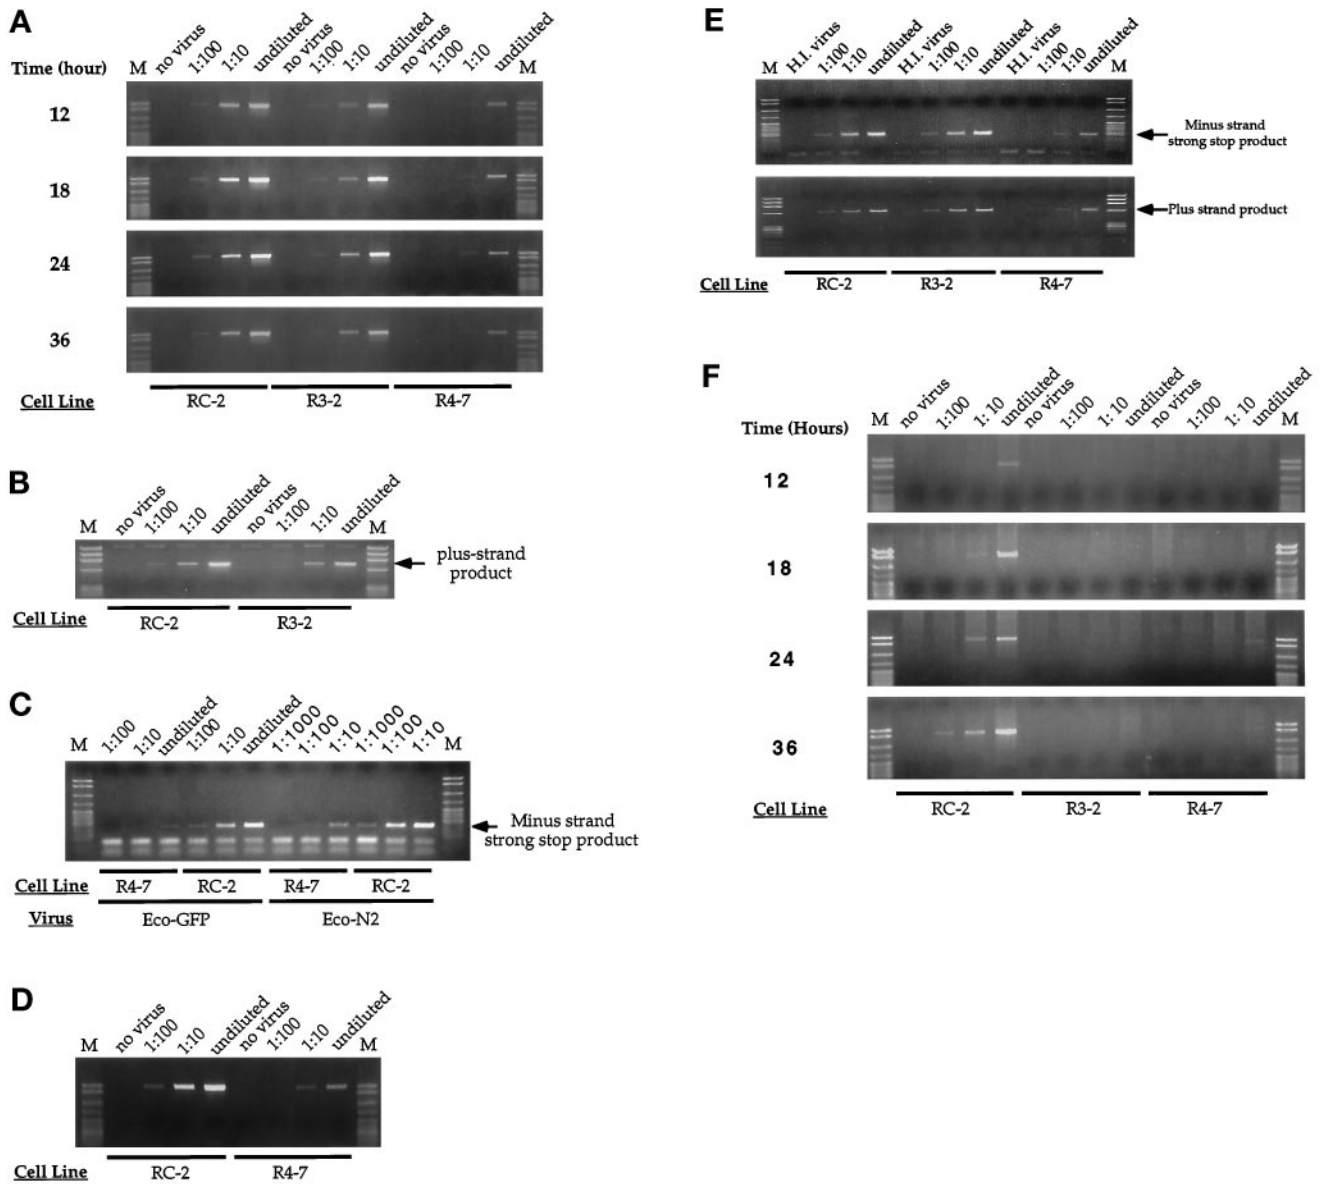 A
Time (hour)
M no virus 1:100 1:10 undiluted no virus 1:100 1:10 undiluted no virus 1:100 1:10 undiluted M
12
18
24
36
Cell Line RC-2 R3-2 R4-7
B
M no virus 1:100 1:10 undiluted no virus 1:100 1:10 undiluted M
plus-strand
product
Cell Line RC-2 R3-2
C
M 1:100 1:10 undiluted 1:100 1:10 undiluted 1:1000 1:100 1:10 1:1000 1:100 1:10 M
Minus strand
strong stop product
Cell Line R4-7 RC-2 R4-7 RC-2
Virus Eco-GFP Eco-N2
D
M no virus 1:100 1:10 undiluted no virus 1:100 1:10 undiluted M
Cell Line RC-2 R4-7
E
M H.I. virus 1:100 1:10 undiluted H.I. virus 1:100 1:10 undiluted H.I. virus 1:100 1:10 undiluted M
Minus strand
strong stop product
Plus strand product
Cell Line RC-2 R3-2 R4-7
F
Time (Hours)
M no virus 1:100 1: 10 undiluted no virus 1:100 1: 10 undiluted no virus 1:100 1: 10 undiluted M
12
18
24
36
Cell Line RC-2 R3-2 R4-7